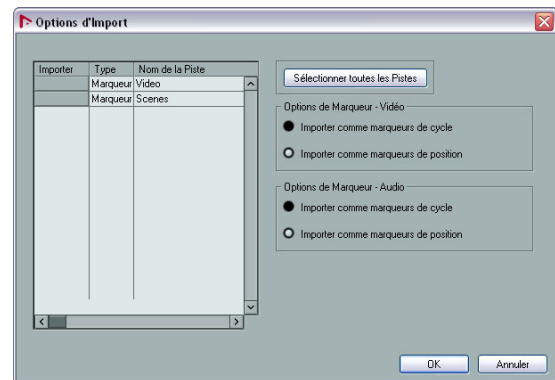 Options d'Import
Importer Type Nom de la Piste
Marqueur Video
Marqueur Scenes
Sélectionner toutes les Pistes
Options de Marqueur - Vidéo
Importer comme marqueurs de cycle
Importer comme marqueurs de position
Options de Marqueur - Audio
Importer comme marqueurs de cycle
Importer comme marqueurs de position
OK Annuler